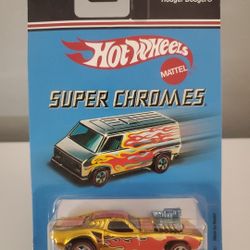 Rodger Dodger®
HOT WHEELS
MATTEL
SUPER CHROMES